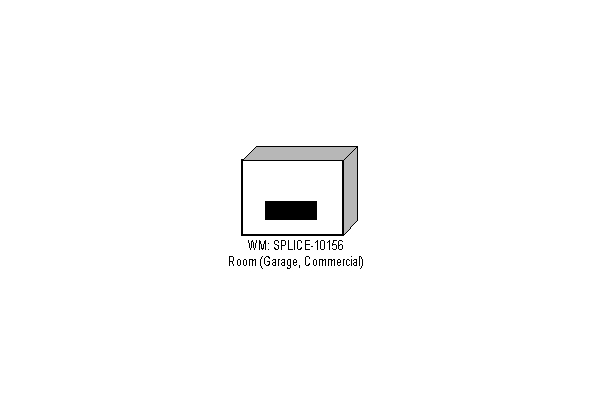 WM: SPLICE-10156
Room (Garage, Commercial)